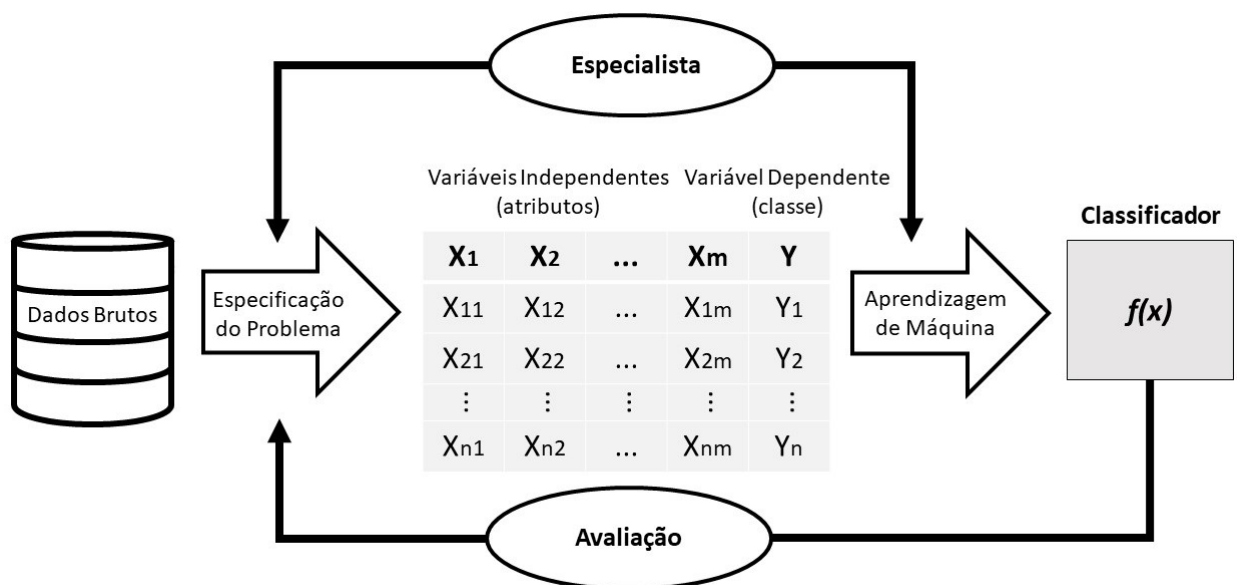 Especialista
Variáveis Independentes
(atributos)
Variável Dependente
(classe)
Classificador
Dados Brutos
Especificação
do Problema
X1 X2 ... Xm Y
X11 X12 ... X1m Y1
X21 X22 ... X2m Y2
⋮ ⋮ ⋮ ⋮ ⋮
Xn1 Xn2 ... Xnm Yn
Aprendizagem
de Máquina
f(x)
Avaliação